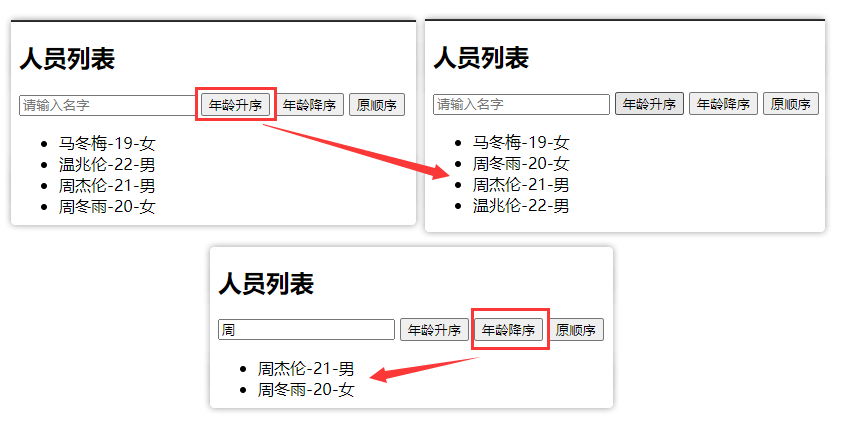 人员列表
请输入名字 年龄升序 年龄降序 原顺序
马冬梅-19-女
温兆伦-22-男
周杰伦-21-男
周冬雨-20-女
人员列表
请输入名字 年龄升序 年龄降序 原顺序
马冬梅-19-女
周冬雨-20-女
周杰伦-21-男
温兆伦-22-男
人员列表
周 年龄升序 年龄降序 原顺序
周杰伦-21-男
周冬雨-20-女